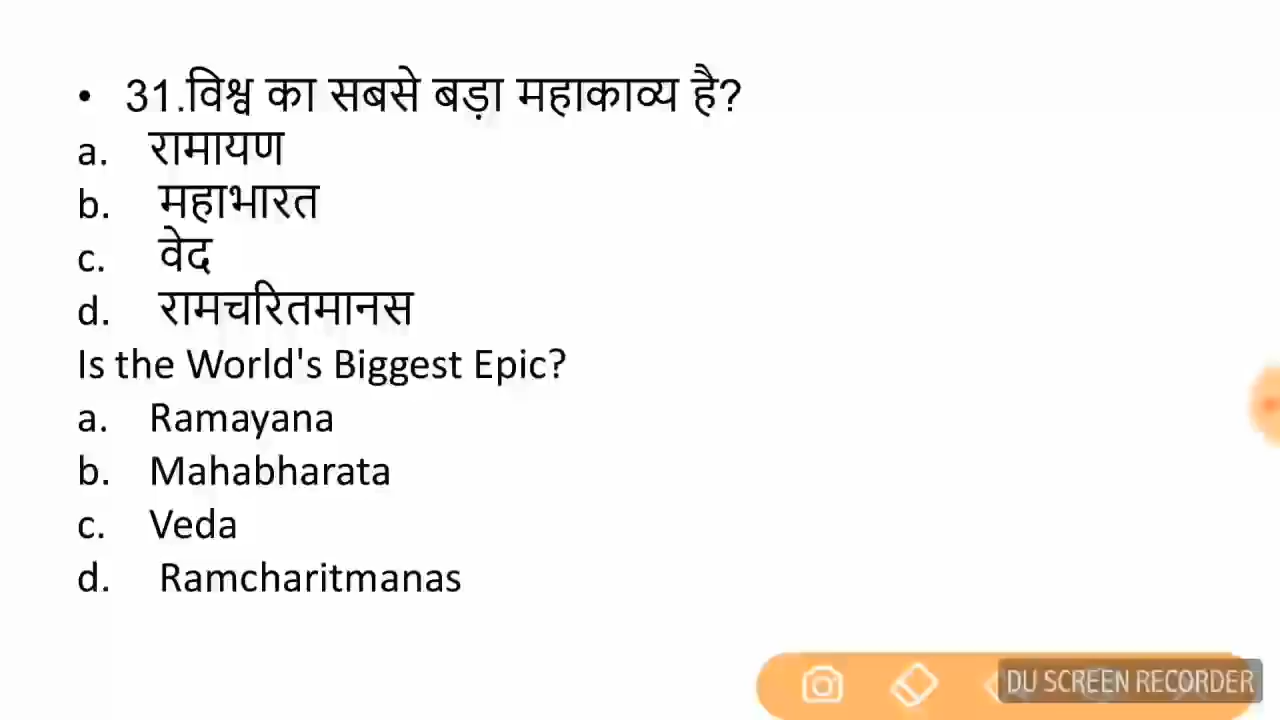 • 31.विश्व का सबसे बड़ा महाकाव्य है?
a. रामायण
b. महाभारत
c. वेद
d. रामचरितमानस
Is the World's Biggest Epic?
a. Ramayana
b. Mahabharata
c. Veda
d. Ramcharitmanas
DU SCREEN RECORDER